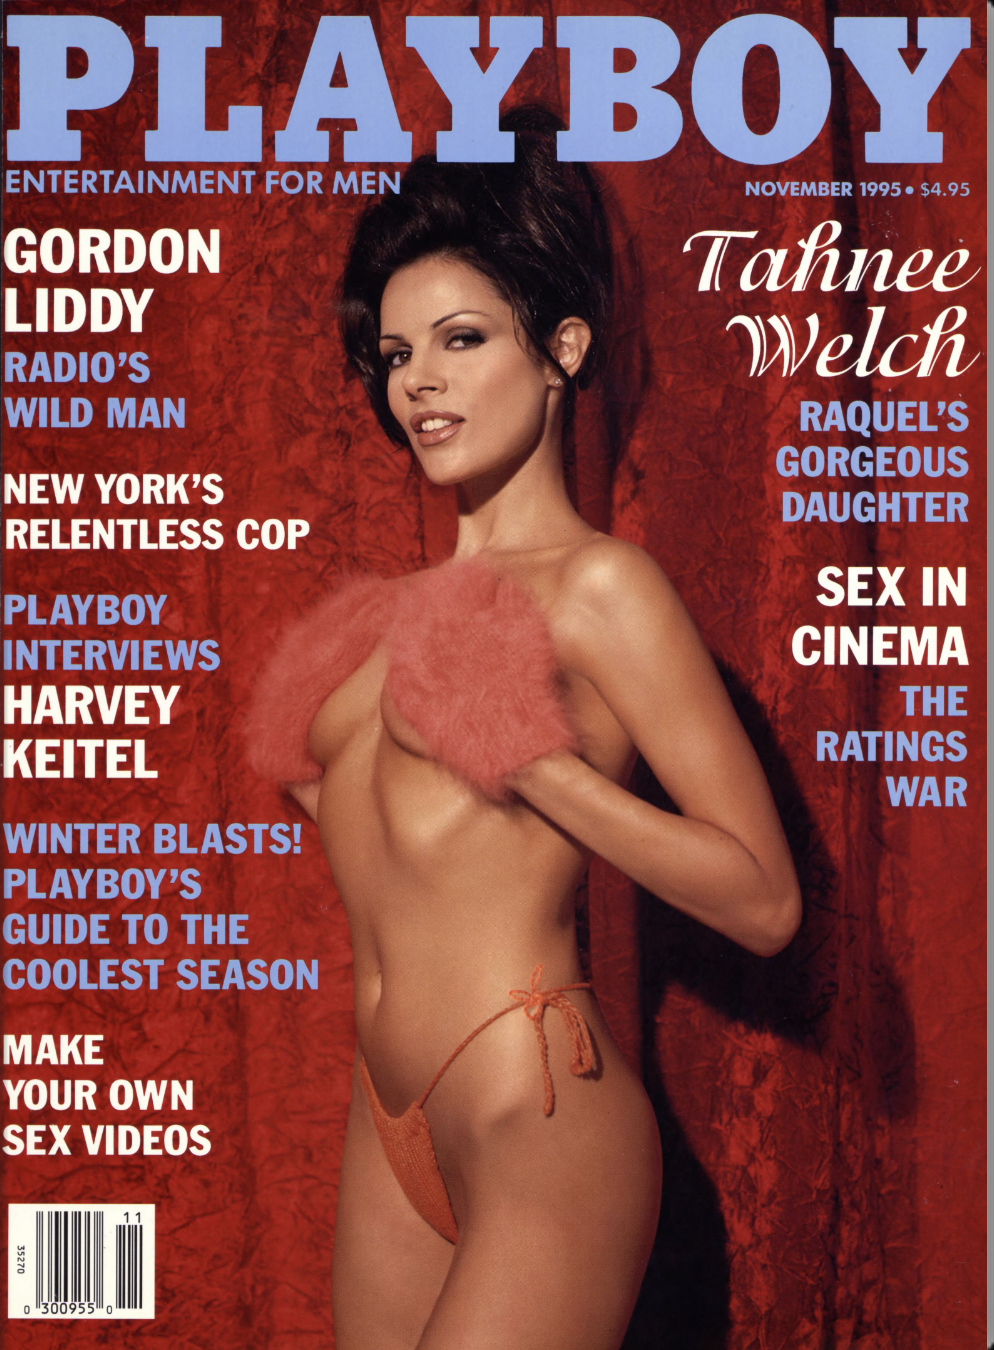 PLAYBOY
ENTERTAINMENT FOR MEN
NOVEMBER 1995 • $4.95
GORDON
LIDDY
RADIO'S
WILD MAN
NEW YORK'S
RELENTLESS COP
PLAYBOY
INTERVIEWS
HARVEY
KEITEL
WINTER BLASTS!
PLAYBOY'S
GUIDE TO THE
COOLEST SEASON
MAKE
YOUR OWN
SEX VIDEOS
Tahnee
Welch
RAQUEL'S
GORGEOUS
DAUGHTER
SEX IN
CINEMA
THE
RATINGS
WAR
11
35270
0 300955 0